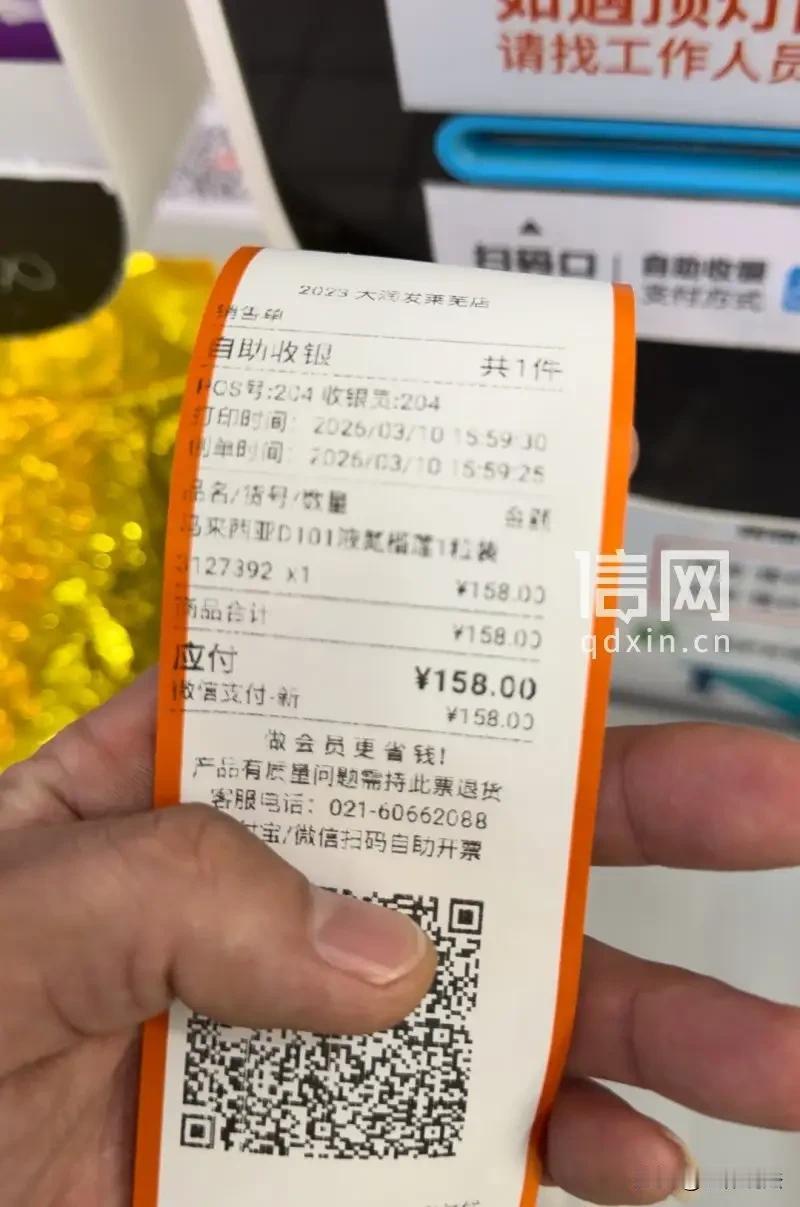 请找工作人员
扫码口
自助收银
支付方式
2023 大润发莱芜店
销售单
自助收银 共1件
POS号:204 收银员:204
打印时间: 2026/03/10 15:59:30
制单时间: 2026/03/10 15:59:25
品名/货号/数量 金额
马来西亚D101液氮榴莲1粒装
3127392 x1 ¥158.00
商品合计 ¥158.00
应付 ¥158.00
微信支付-新 ¥158.00
做会员更省钱!
产品有质量问题需持此票退货
客服电话: 021-60662088
付宝/微信扫码自助开票
信网
qdxin.cn